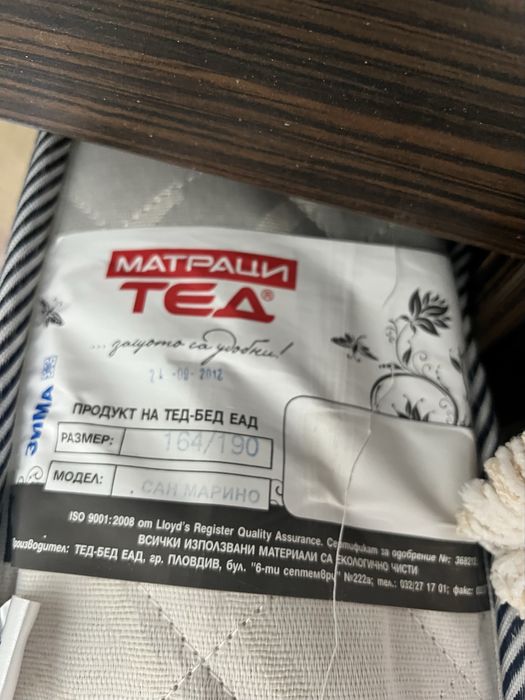 МАТРАЦИ
ТЕД®
...защото са удобни!
-09-2012
ЗИМА
ПРОДУКТ НА ТЕД-БЕД ЕАД
РАЗМЕР: 164/190
МОДЕЛ: САН МАРИНО
ISO 9001:2008 от Lloyd's Register Quality Assurance. Сертификат за одобрение №:
ВСИЧКИ ИЗПОЛЗВАНИ МАТЕРИАЛИ СА ЕКОЛОГИЧНО ЧИСТИ
Производител: ТЕД-БЕД ЕАД, гр. ПЛОВДИВ, бул. "6-ти септември" №222а; тел.: 032/27 17 01; факс: